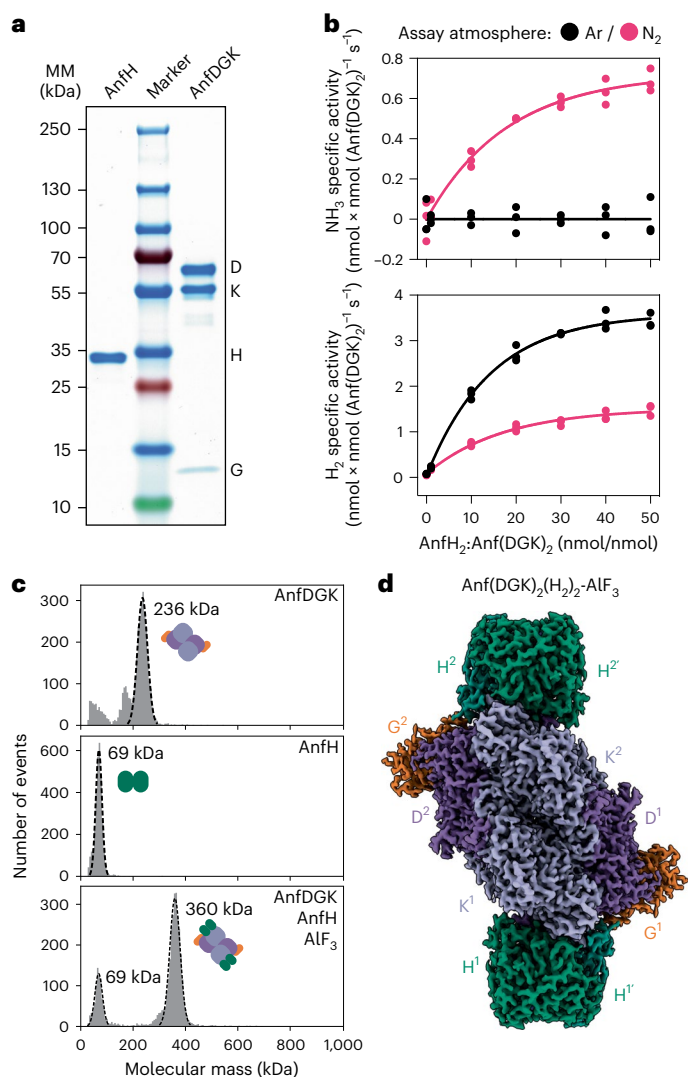 a
MM
(kDa)
AnfH
Marker
AnfDGK
250
130
100
70
55
35
25
15
10
D
K
H
G
b
Assay atmosphere: Ar / N₂
NH₃ specific activity
(nmol × nmol (Anf(DGK)₂)⁻¹ s⁻¹)
0.8
0.6
0.4
0.2
0
−0.2
H₂ specific activity
(nmol × nmol (Anf(DGK)₂)⁻¹ s⁻¹)
4
3
2
1
0
0 10 20 30 40 50
AnfH₂:Anf(DGK)₂ (nmol/nmol)
c
Number of events
300
200
100
0
236 kDa
AnfDGK
600
400
200
0
69 kDa
AnfH
300
200
100
0
69 kDa
360 kDa
AnfDGK
AnfH
AlF₃
0 200 400 600 800 1,000
Molecular mass (kDa)
d
Anf(DGK)₂(H₂)₂-AlF₃
H²
H²′
G²
K²
D²
D¹
K¹
G¹
H¹
H¹′